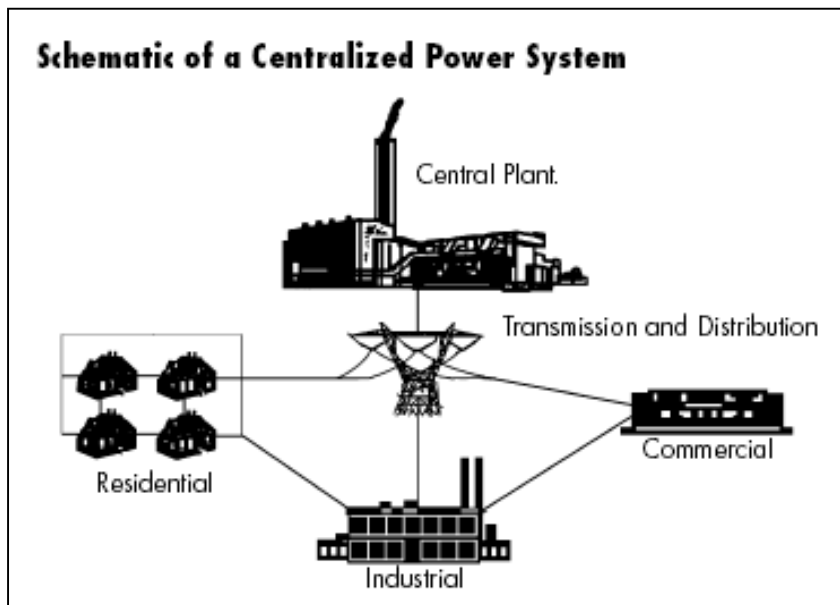 Schematic of a Centralized Power System
Central Plant.
Transmission and Distribution
Commercial
Residential
Industrial